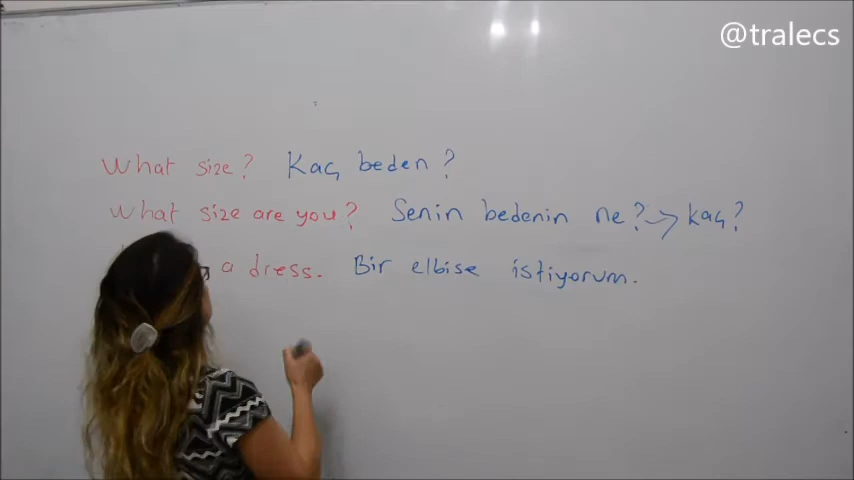 @tralecs
What size? Kaç beden?
What size are you? Senin bedenin ne? -> kaç?
a dress. Bir elbise istiyorum.